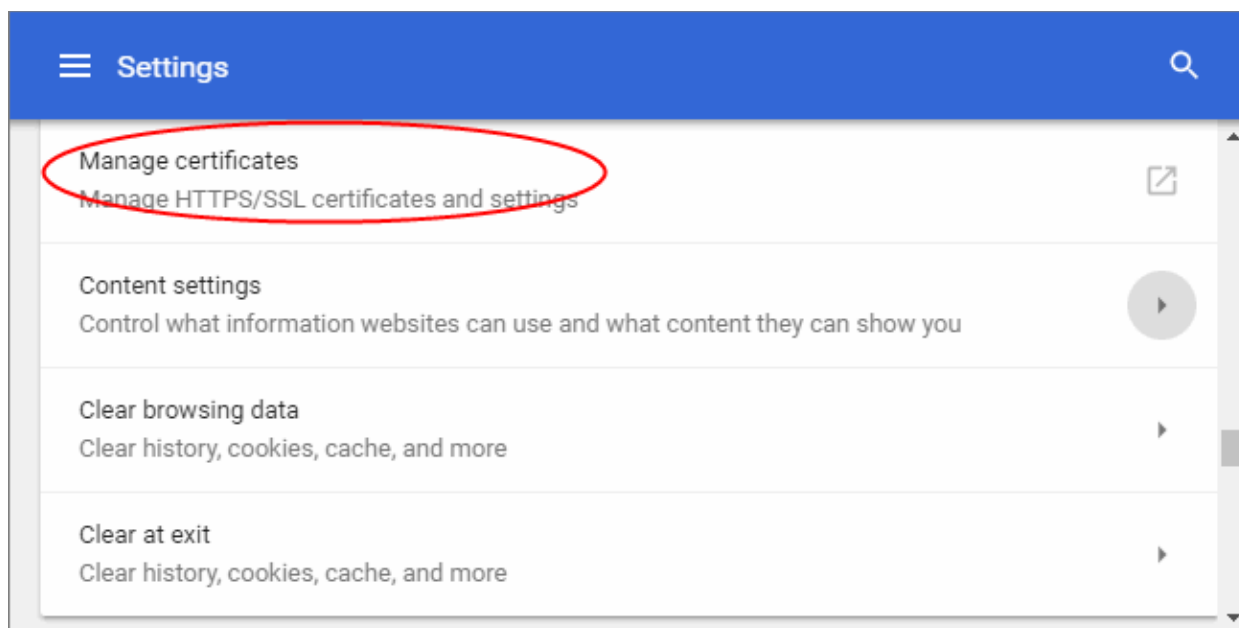 Settings
Manage certificates
Manage HTTPS/SSL certificates and settings
Content settings
Control what information websites can use and what content they can show you
Clear browsing data
Clear history, cookies, cache, and more
Clear at exit
Clear history, cookies, cache, and more